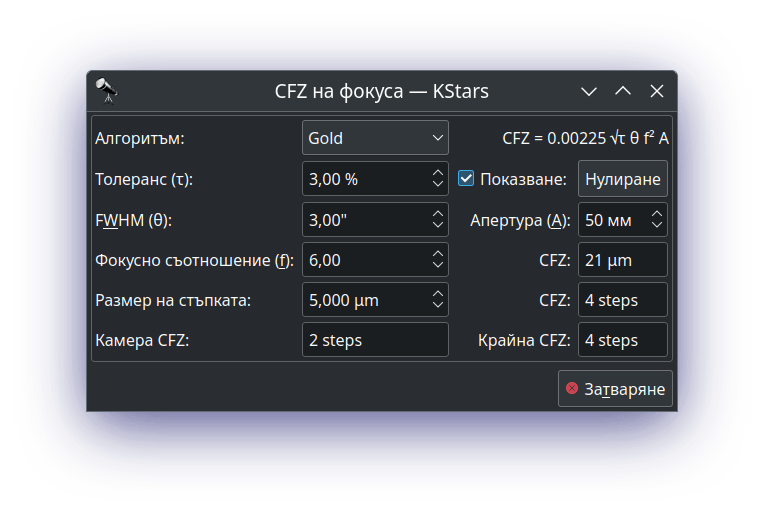 CFZ на фокуса — KStars
Алгоритъм: Gold CFZ = 0.00225 √τ θ f² A
Толеранс (τ): 3,00 % Показване: Нулиране
FWHM (θ): 3,00" Апертура (A): 50 мм
Фокусно съотношение (f): 6,00 CFZ: 21 μm
Размер на стъпката: 5,000 μm CFZ: 4 steps
Камера CFZ: 2 steps Крайна CFZ: 4 steps
Затваряне